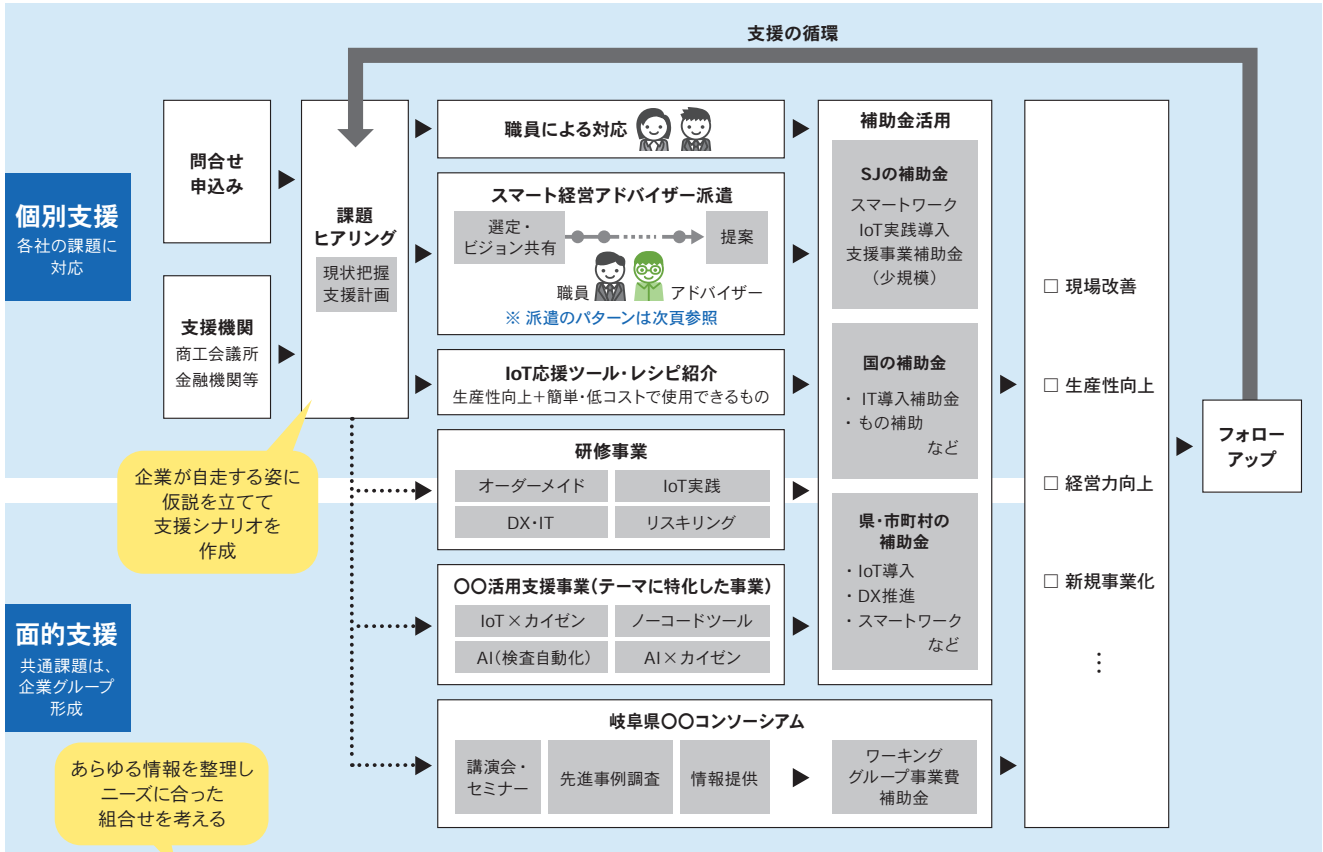 支援の循環
個別支援
各社の課題に
対応
問合せ
申込み
支援機関
商工会議所
金融機関等
課題
ヒアリング
現状把握
支援計画
企業が自走する姿に
仮説を立てて
支援シナリオを
作成
職員による対応
スマート経営アドバイザー派遣
選定・
ビジョン共有
提案
職員
アドバイザー
※ 派遣のパターンは次頁参照
IoT応援ツール・レシピ紹介
生産性向上＋簡単・低コストで使用できるもの
研修事業
オーダーメイド
IoT実践
DX・IT
リスキリング
面的支援
共通課題は、
企業グループ
形成
あらゆる情報を整理し
ニーズに合った
組合せを考える
〇〇活用支援事業（テーマに特化した事業）
IoT×カイゼン
ノーコードツール
AI（検査自動化）
AI×カイゼン
岐阜県〇〇コンソーシアム
講演会・
セミナー
先進事例調査
情報提供
ワーキング
グループ事業費
補助金
補助金活用
SJの補助金
スマートワーク
IoT実践導入
支援事業補助金
（少規模）
国の補助金
・ IT導入補助金
・ もの補助
など
県・市町村の
補助金
・IoT導入
・DX推進
・スマートワーク
など
□ 現場改善
□ 生産性向上
□ 経営力向上
□ 新規事業化
⋮
フォロー
アップ